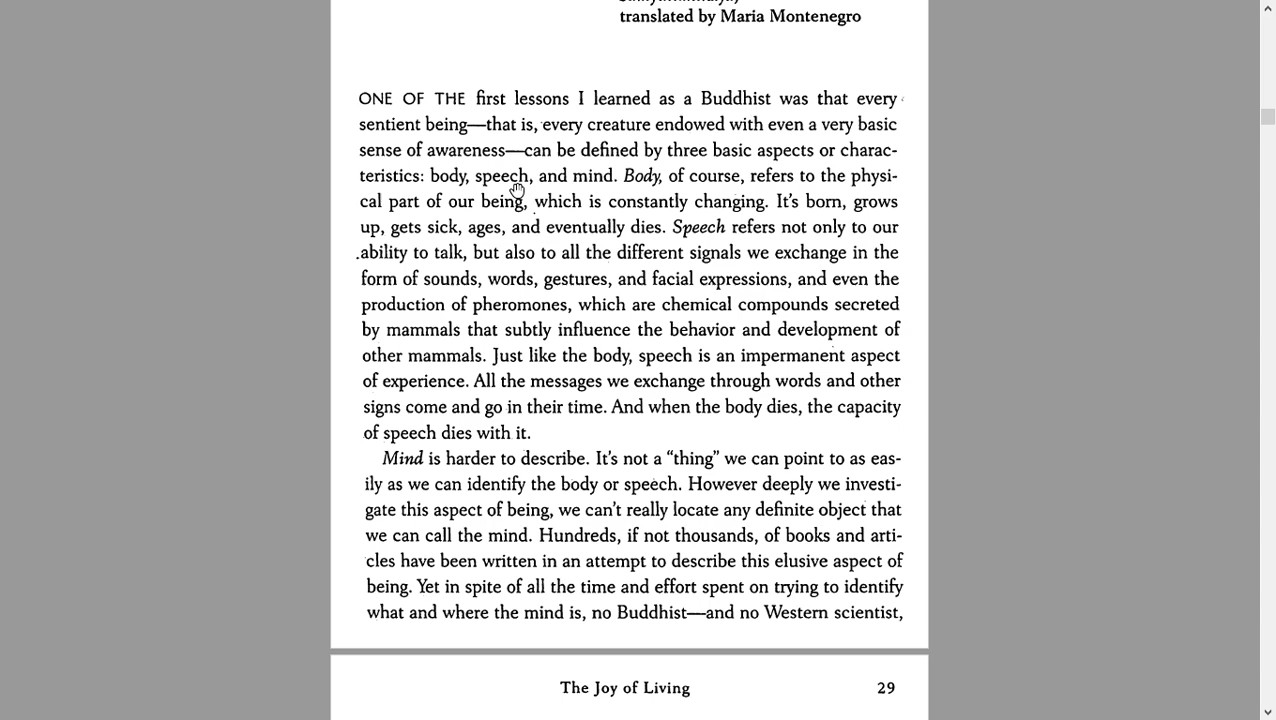 translated by Maria Montenegro
ONE OF THE first lessons I learned as a Buddhist was that every
sentient being—that is, every creature endowed with even a very basic
sense of awareness—can be defined by three basic aspects or charac-
teristics: body, speech, and mind. Body, of course, refers to the physi-
cal part of our being, which is constantly changing. It's born, grows
up, gets sick, ages, and eventually dies. Speech refers not only to our
ability to talk, but also to all the different signals we exchange in the
form of sounds, words, gestures, and facial expressions, and even the
production of pheromones, which are chemical compounds secreted
by mammals that subtly influence the behavior and development of
other mammals. Just like the body, speech is an impermanent aspect
of experience. All the messages we exchange through words and other
signs come and go in their time. And when the body dies, the capacity
of speech dies with it.
Mind is harder to describe. It's not a “thing” we can point to as eas-
ily as we can identify the body or speech. However deeply we investi-
gate this aspect of being, we can't really locate any definite object that
we can call the mind. Hundreds, if not thousands, of books and arti-
cles have been written in an attempt to describe this elusive aspect of
being. Yet in spite of all the time and effort spent on trying to identify
what and where the mind is, no Buddhist—and no Western scientist,
The Joy of Living 29